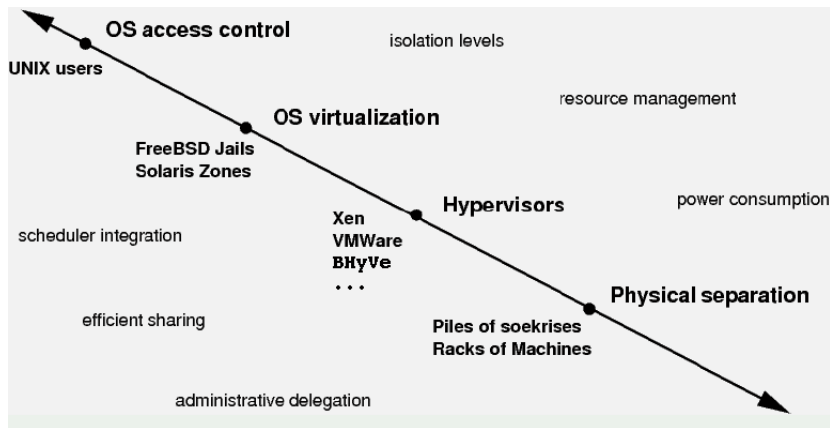 OS access control
isolation levels
UNIX users
resource management
OS virtualization
FreeBSD Jails
Solaris Zones
power consumption
Hypervisors
Xen
VMWare
BHyVe
...
scheduler integration
Physical separation
efficient sharing
Piles of soekrises
Racks of Machines
administrative delegation